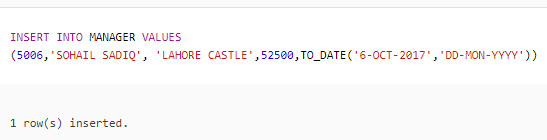 INSERT INTO MANAGER VALUES
(5006,'SOHAIL SADIQ', 'LAHORE CASTLE',52500,TO_DATE('6-OCT-2017','DD-MON-YYYY'))
1 row(s) inserted.